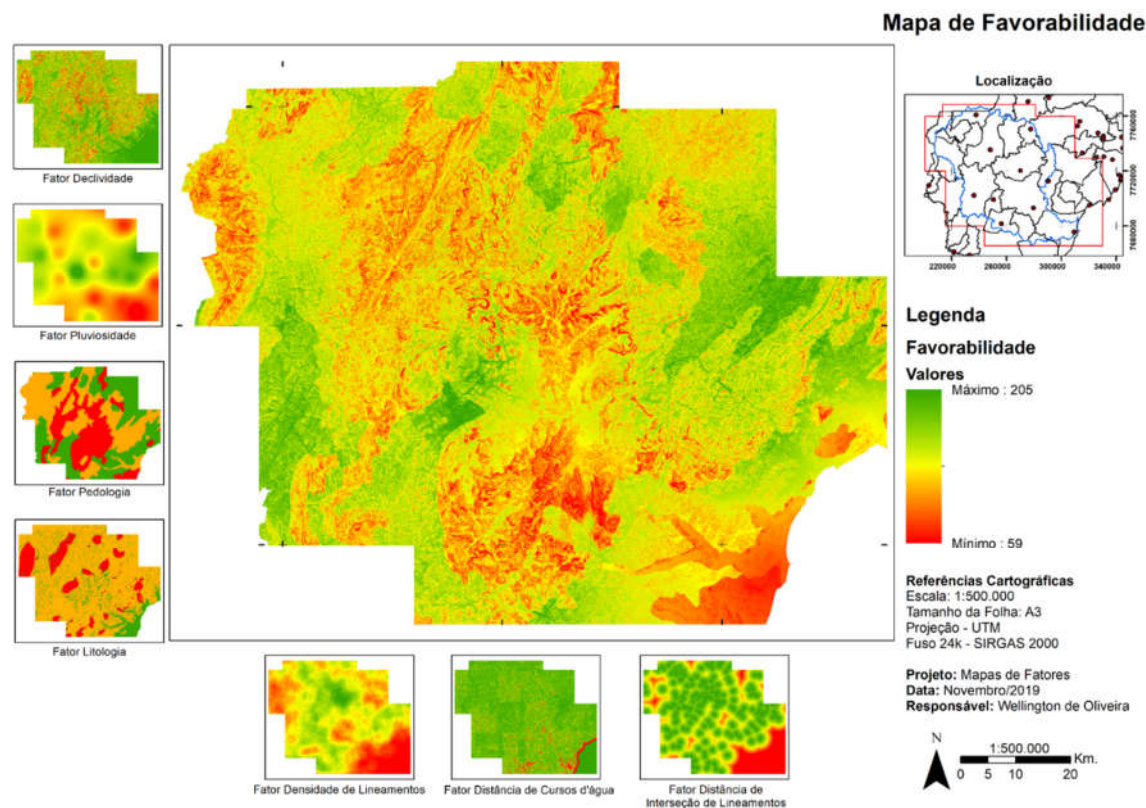 Mapa de Favorabilidade
Fator Declividade
Fator Pluviosidade
Fator Pedologia
Fator Litologia
Fator Densidade de Lineamentos
Fator Distância de Cursos d'água
Fator Distância de
Interseção de Lineamentos
Localização
7760000
7720000
7680000
220000
260000
300000
340000
Legenda
Favorabilidade
Valores
Máximo : 205
Mínimo : 59
Referências Cartográficas
Escala: 1:500.000
Tamanho da Folha: A3
Projeção - UTM
Fuso 24k - SIRGAS 2000
Projeto: Mapas de Fatores
Data: Novembro/2019
Responsável: Wellington de Oliveira
N
1:500.000
0 5 10 20 Km.